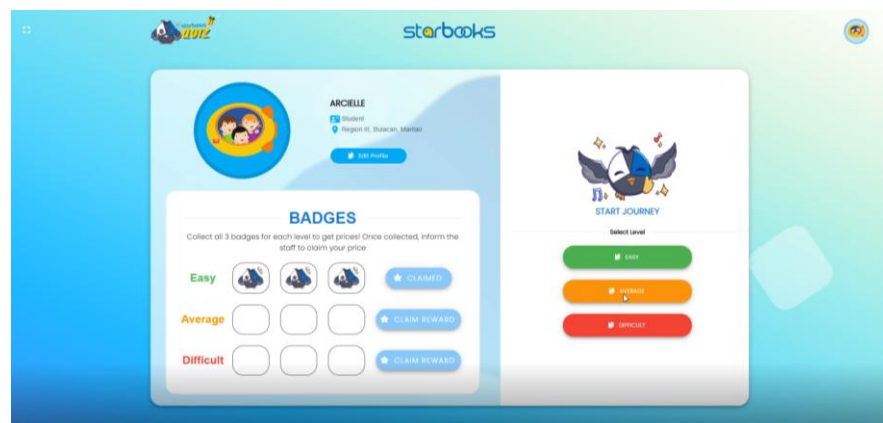 starbooks
QUIZ
starbooks
ARCIELLE
Student
Region III, Bulacan, Marilao
Edit Profile
BADGES
Collect all 3 badges for each level to get prices! Once collected, inform the
staff to claim your price
Easy
CLAIMED
Average
CLAIM REWARD
Difficult
CLAIM REWARD
START JOURNEY
Select Level
EASY
AVERAGE
DIFFICULT